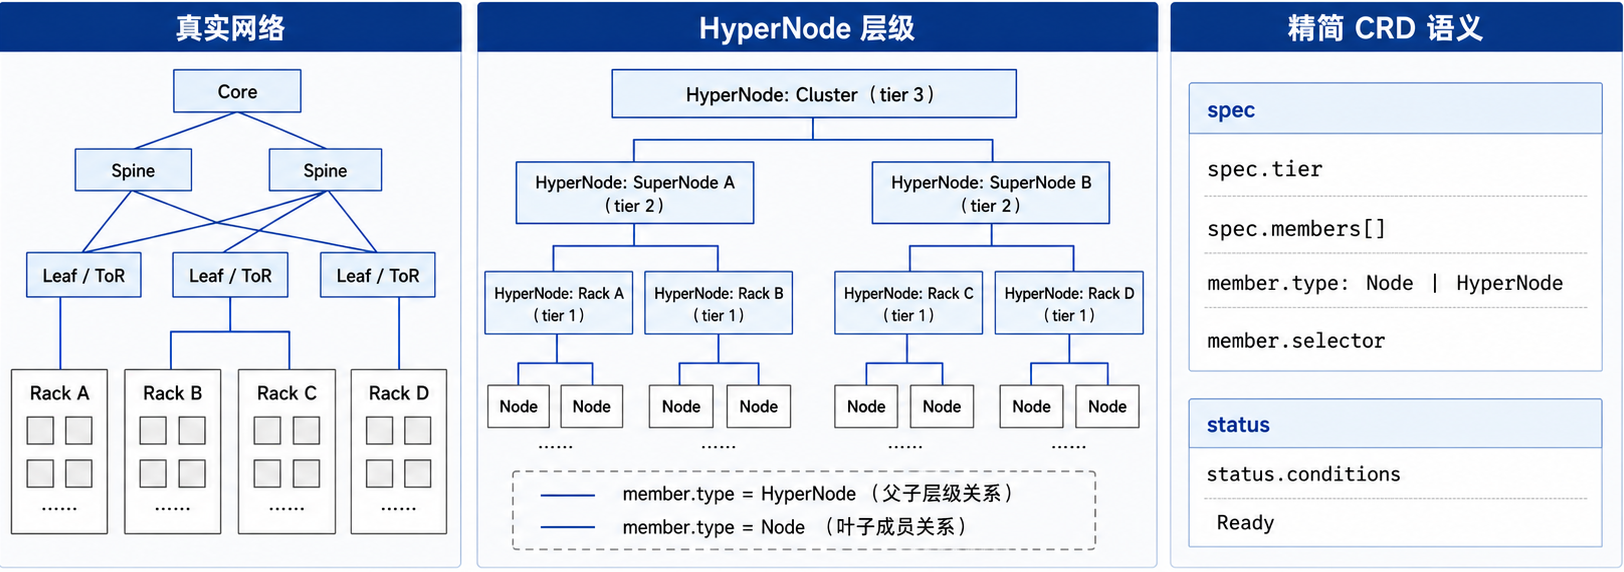 真实网络
Core
Spine
Spine
Leaf / ToR
Leaf / ToR
Leaf / ToR
Rack A
Rack B
Rack C
Rack D
......
......
......
......
HyperNode 层级
HyperNode: Cluster（tier 3）
HyperNode: SuperNode A
（tier 2）
HyperNode: SuperNode B
（tier 2）
HyperNode: Rack A
（tier 1）
HyperNode: Rack B
（tier 1）
HyperNode: Rack C
（tier 1）
HyperNode: Rack D
（tier 1）
Node
Node
Node
Node
Node
Node
Node
Node
......
......
......
......
member.type = HyperNode （父子层级关系）
member.type = Node （叶子成员关系）
精简 CRD 语义
spec
spec.tier
spec.members[]
member.type: Node | HyperNode
member.selector
status
status.conditions
Ready